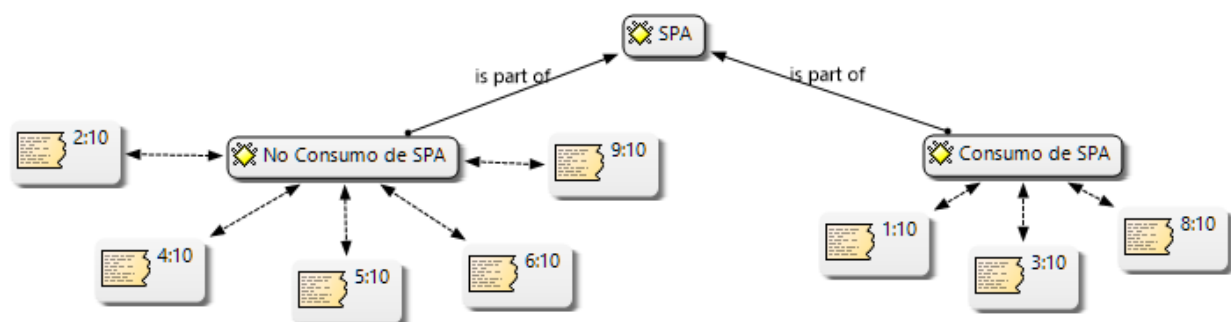 SPA
is part of
is part of
2:10
No Consumo de SPA
9:10
Consumo de SPA
4:10
5:10
6:10
1:10
3:10
8:10